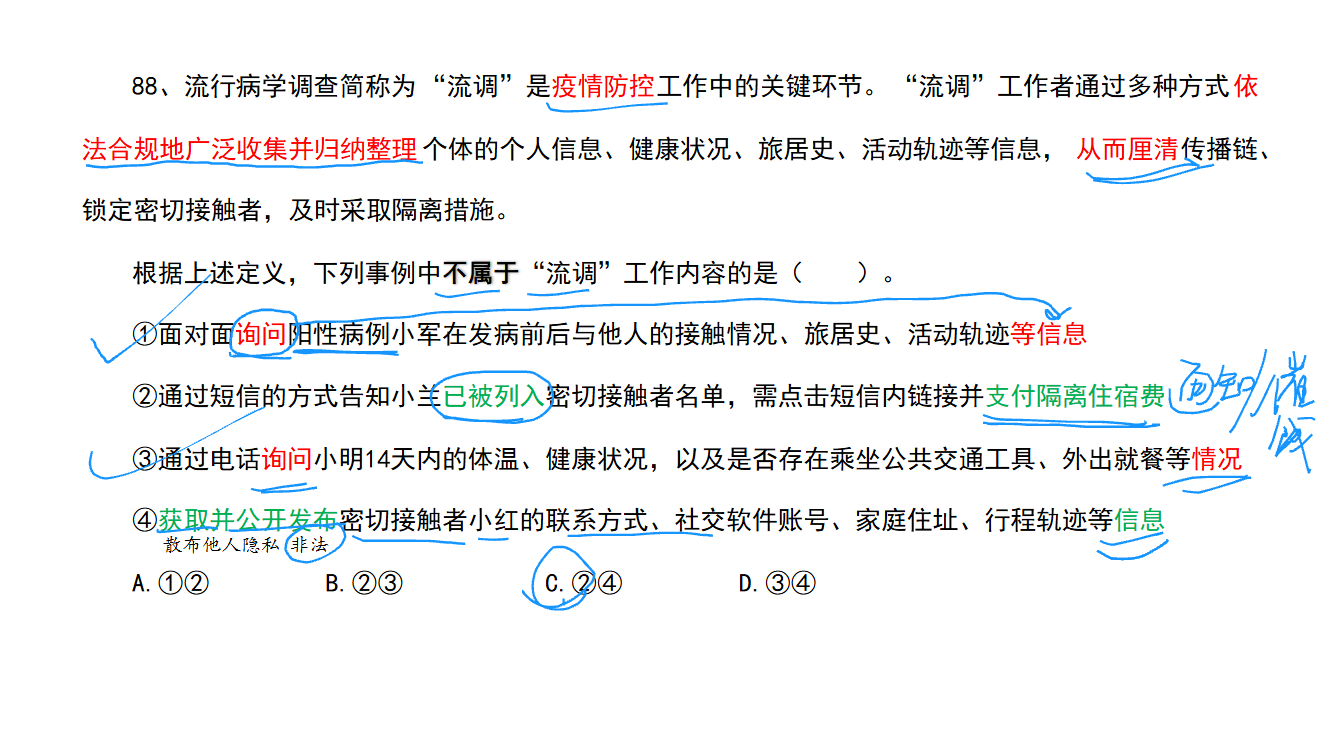 88、流行病学调查简称为“流调”是疫情防控工作中的关键环节。“流调”工作者通过多种方式依
法合规地广泛收集并归纳整理个体的个人信息、健康状况、旅居史、活动轨迹等信息，从而厘清传播链、
锁定密切接触者，及时采取隔离措施。
根据上述定义，下列事例中不属于“流调”工作内容的是（　　）。
①面对面询问阳性病例小军在发病前后与他人的接触情况、旅居史、活动轨迹等信息
②通过短信的方式告知小兰已被列入密切接触者名单，需点击短信内链接并支付隔离住宿费
③通过电话询问小明14天内的体温、健康状况，以及是否存在乘坐公共交通工具、外出就餐等情况
④获取并公开发布密切接触者小红的联系方式、社交软件账号、家庭住址、行程轨迹等信息
散布他人隐私 非法
A.①② B.②③ C.②④ D.③④